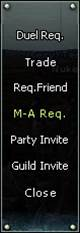 Duel Req.
Trade
Req.Friend
M-A Req.
Party Invite
Guild Invite
Close